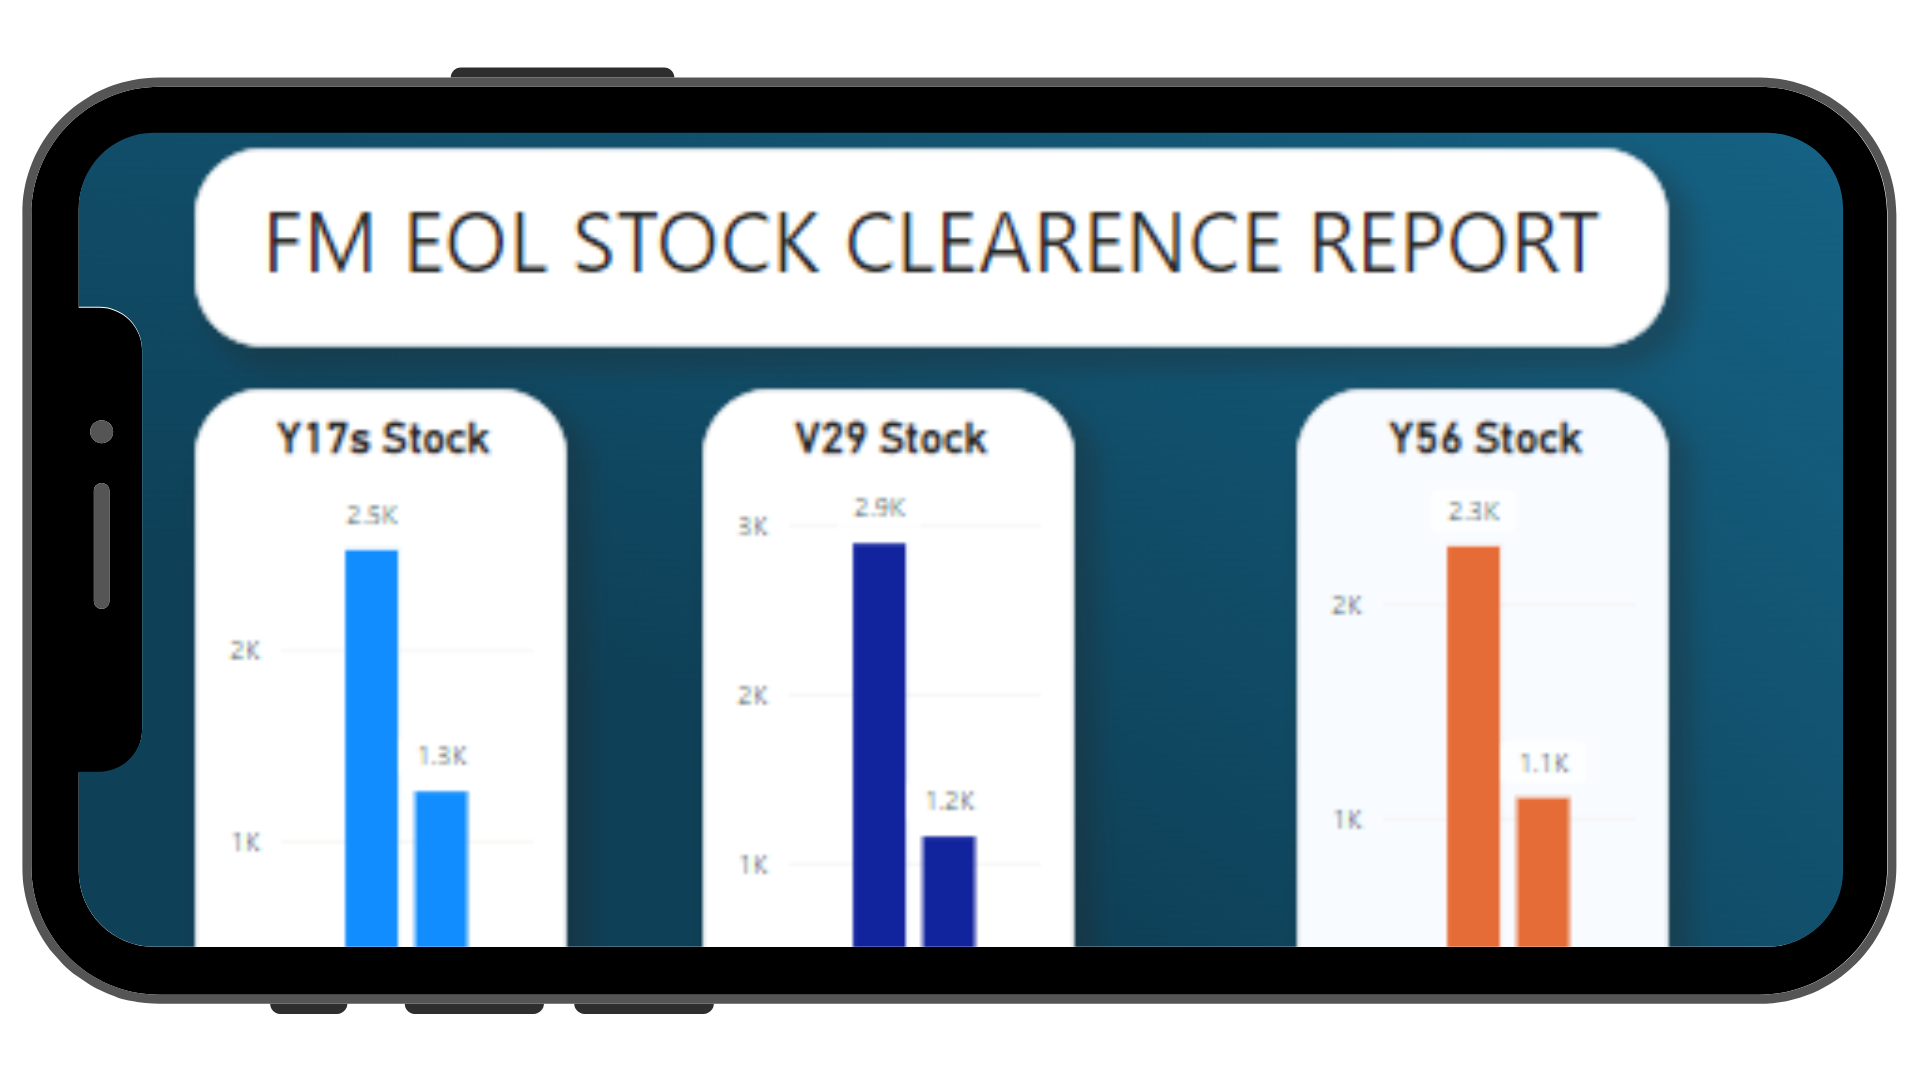 FM EOL STOCK CLEARENCE REPORT
Y17s Stock
2.5K
2K
1.3K
1K
V29 Stock
3K
2.9K
2K
1.2K
1K
Y56 Stock
2.3K
2K
1.1K
1K